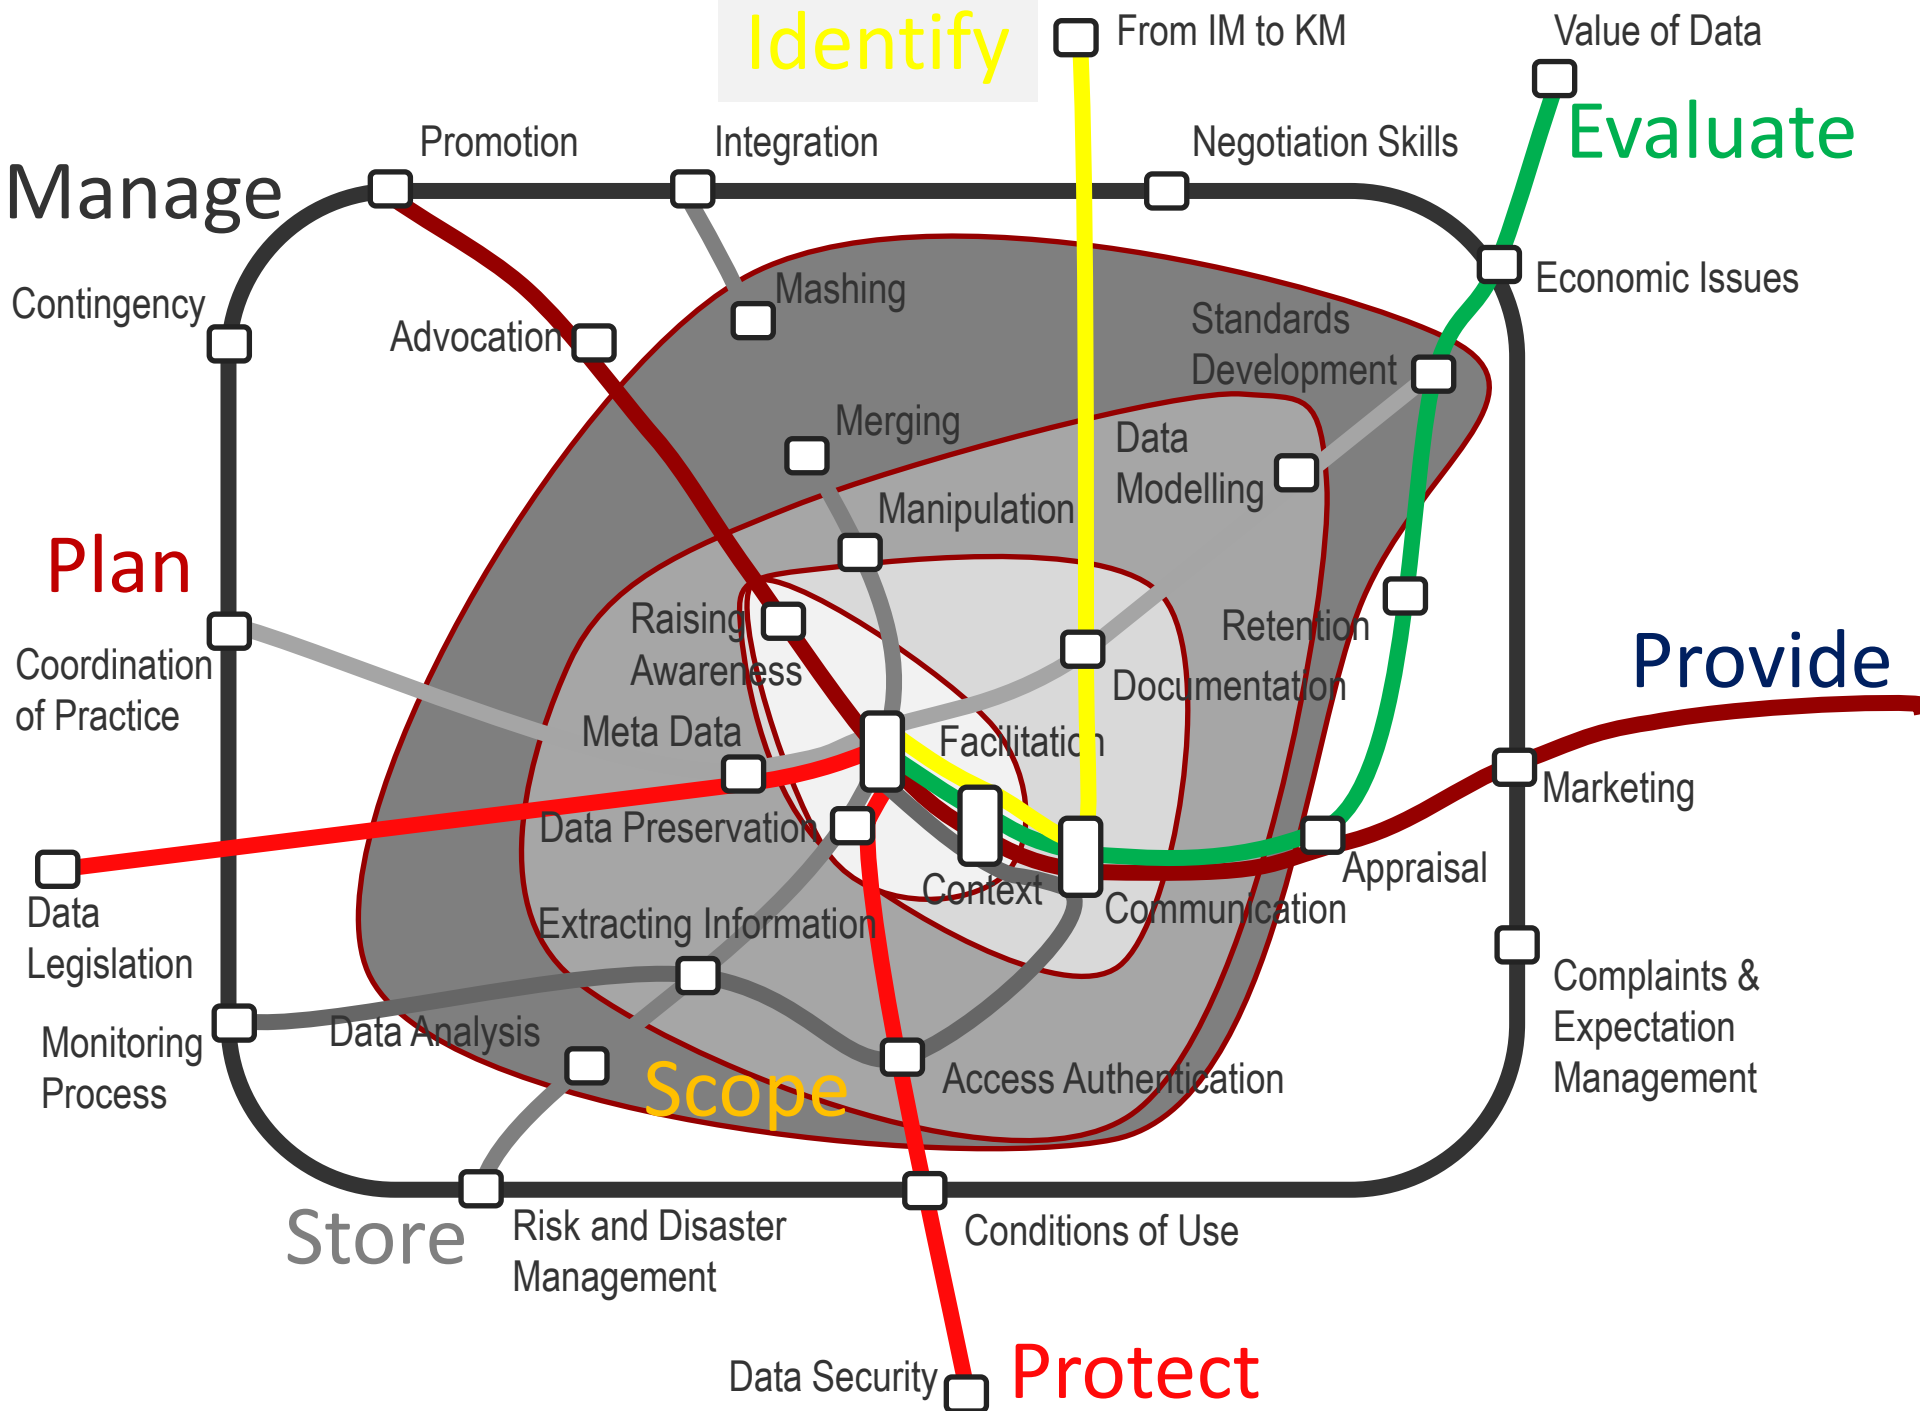 Identify
From IM to KM
Value of Data
Evaluate
Promotion
Integration
Negotiation Skills
Manage
Contingency
Advocation
Mashing
Economic Issues
Standards
Development
Merging
Data
Modelling
Manipulation
Plan
Raising
Awareness
Retention
Coordination
of Practice
Documentation
Provide
Meta Data
Facilitation
Marketing
Data Preservation
Appraisal
Context
Communication
Data
Legislation
Extracting Information
Complaints &
Expectation
Management
Monitoring
Process
Data Analysis
Scope
Access Authentication
Store
Risk and Disaster
Management
Conditions of Use
Data Security
Protect